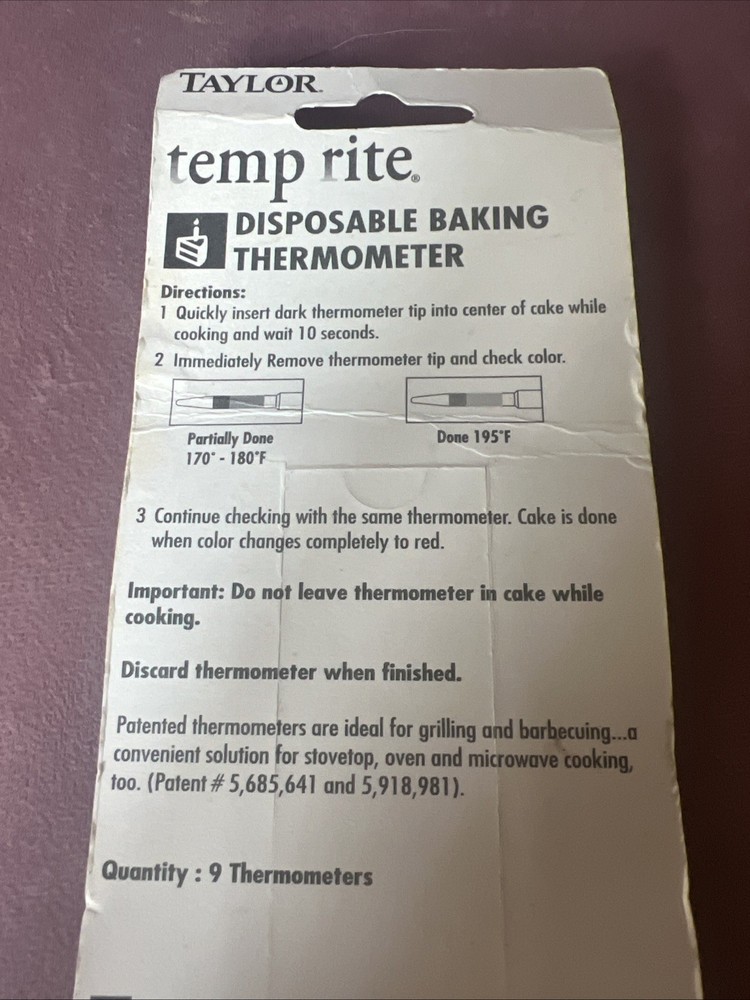 TAYLOR
temp rite®
DISPOSABLE BAKING
THERMOMETER
Directions:
1 Quickly insert dark thermometer tip into center of cake while
cooking and wait 10 seconds.
2 Immediately Remove thermometer tip and check color.
Partially Done
170° - 180°F
Done 195°F
3 Continue checking with the same thermometer. Cake is done
when color changes completely to red.
Important: Do not leave thermometer in cake while
cooking.
Discard thermometer when finished.
Patented thermometers are ideal for grilling and barbecuing...a
convenient solution for stovetop, oven and microwave cooking,
too. (Patent # 5,685,641 and 5,918,981).
Quantity : 9 Thermometers